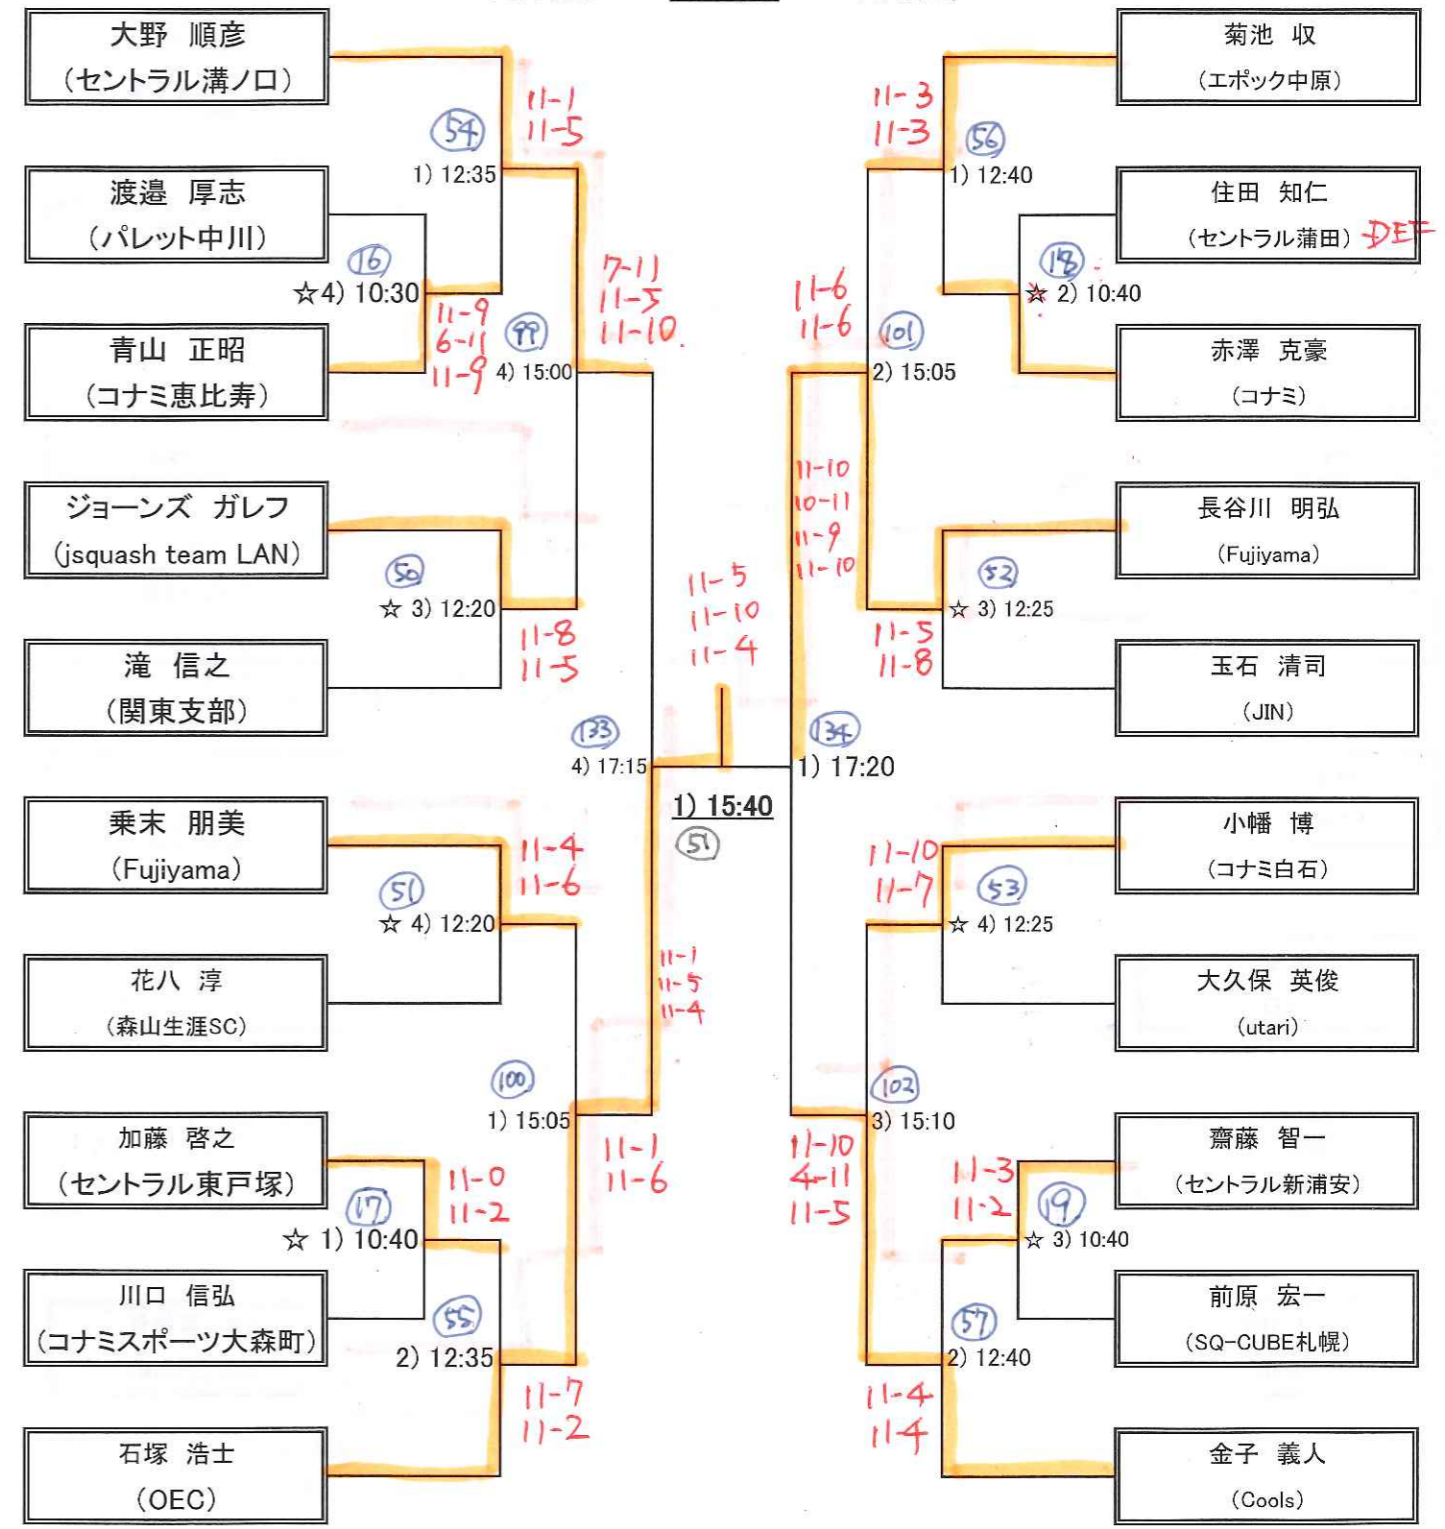 大野 順彦
(セントラル溝ノ口)
11-1
11-5
54
1) 12:35
渡邉 厚志
(パレット中川)
16
☆4) 10:30
11-9
6-11
11-9
青山 正昭
(コナミ恵比寿)
7-11
11-5
11-10
99
4) 15:00
ジョーンズ ガレフ
(jsquash team LAN)
50
☆ 3) 12:20
11-8
11-5
滝 信之
(関東支部)
133
4) 17:15
乗末 朋美
(Fujiyama)
11-4
11-6
51
☆ 4) 12:20
花八 淳
(森山生涯SC)
11-1
11-5
11-4
100
1) 15:05
11-1
11-6
加藤 啓之
(セントラル東戸塚)
11-0
11-2
17
☆ 1) 10:40
川口 信弘
(コナミスポーツ大森町)
55
2) 12:35
11-7
11-2
石塚 浩士
(OEC)
11-5
11-10
11-4
1) 15:40
51
菊池 収
(エポック中原)
11-3
11-3
56
1) 12:40
住田 知仁
(セントラル蒲田) DEF
18
☆ 2) 10:40
赤澤 克豪
(コナミ)
11-6
11-6
101
2) 15:05
長谷川 明弘
(Fujiyama)
11-10
10-11
11-9
11-10
52
☆ 3) 12:25
11-5
11-8
玉石 清司
(JIN)
134
1) 17:20
小幡 博
(コナミ白石)
11-10
11-7
53
☆ 4) 12:25
大久保 英俊
(utari)
102
3) 15:10
11-10
4-11
11-5
齋藤 智一
(セントラル新浦安)
11-3
11-2
19
☆ 3) 10:40
前原 宏一
(SQ-CUBE札幌)
57
2) 12:40
11-4
11-4
金子 義人
(Cools)